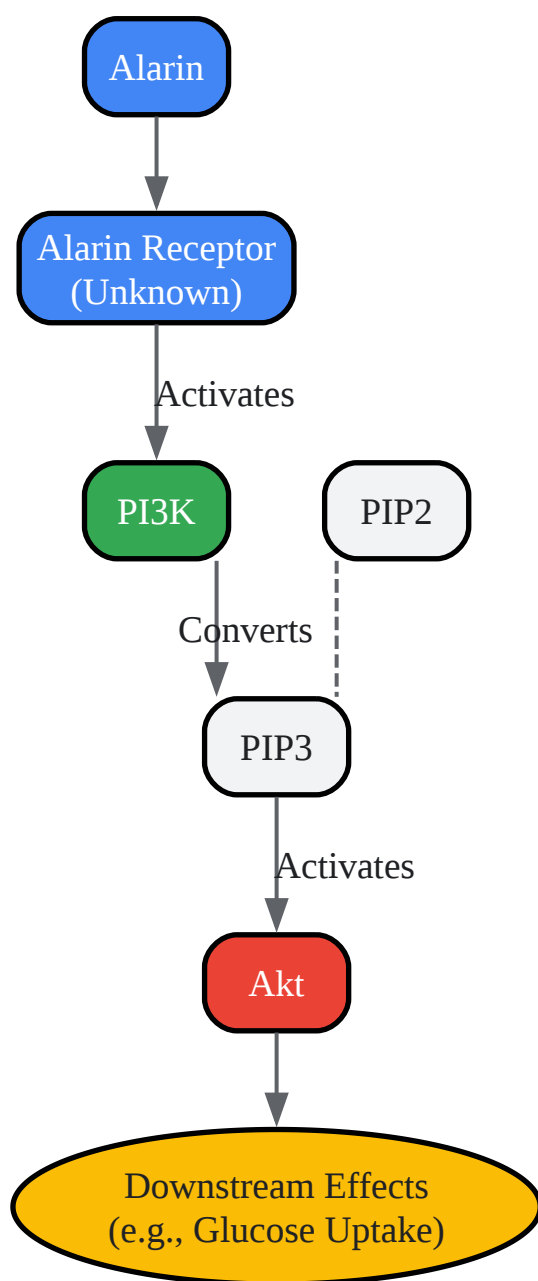 Alarin
Alarin Receptor
(Unknown)
Activates
PI3K
PIP2
Converts
PIP3
Activates
Akt
Downstream Effects
(e.g., Glucose Uptake)